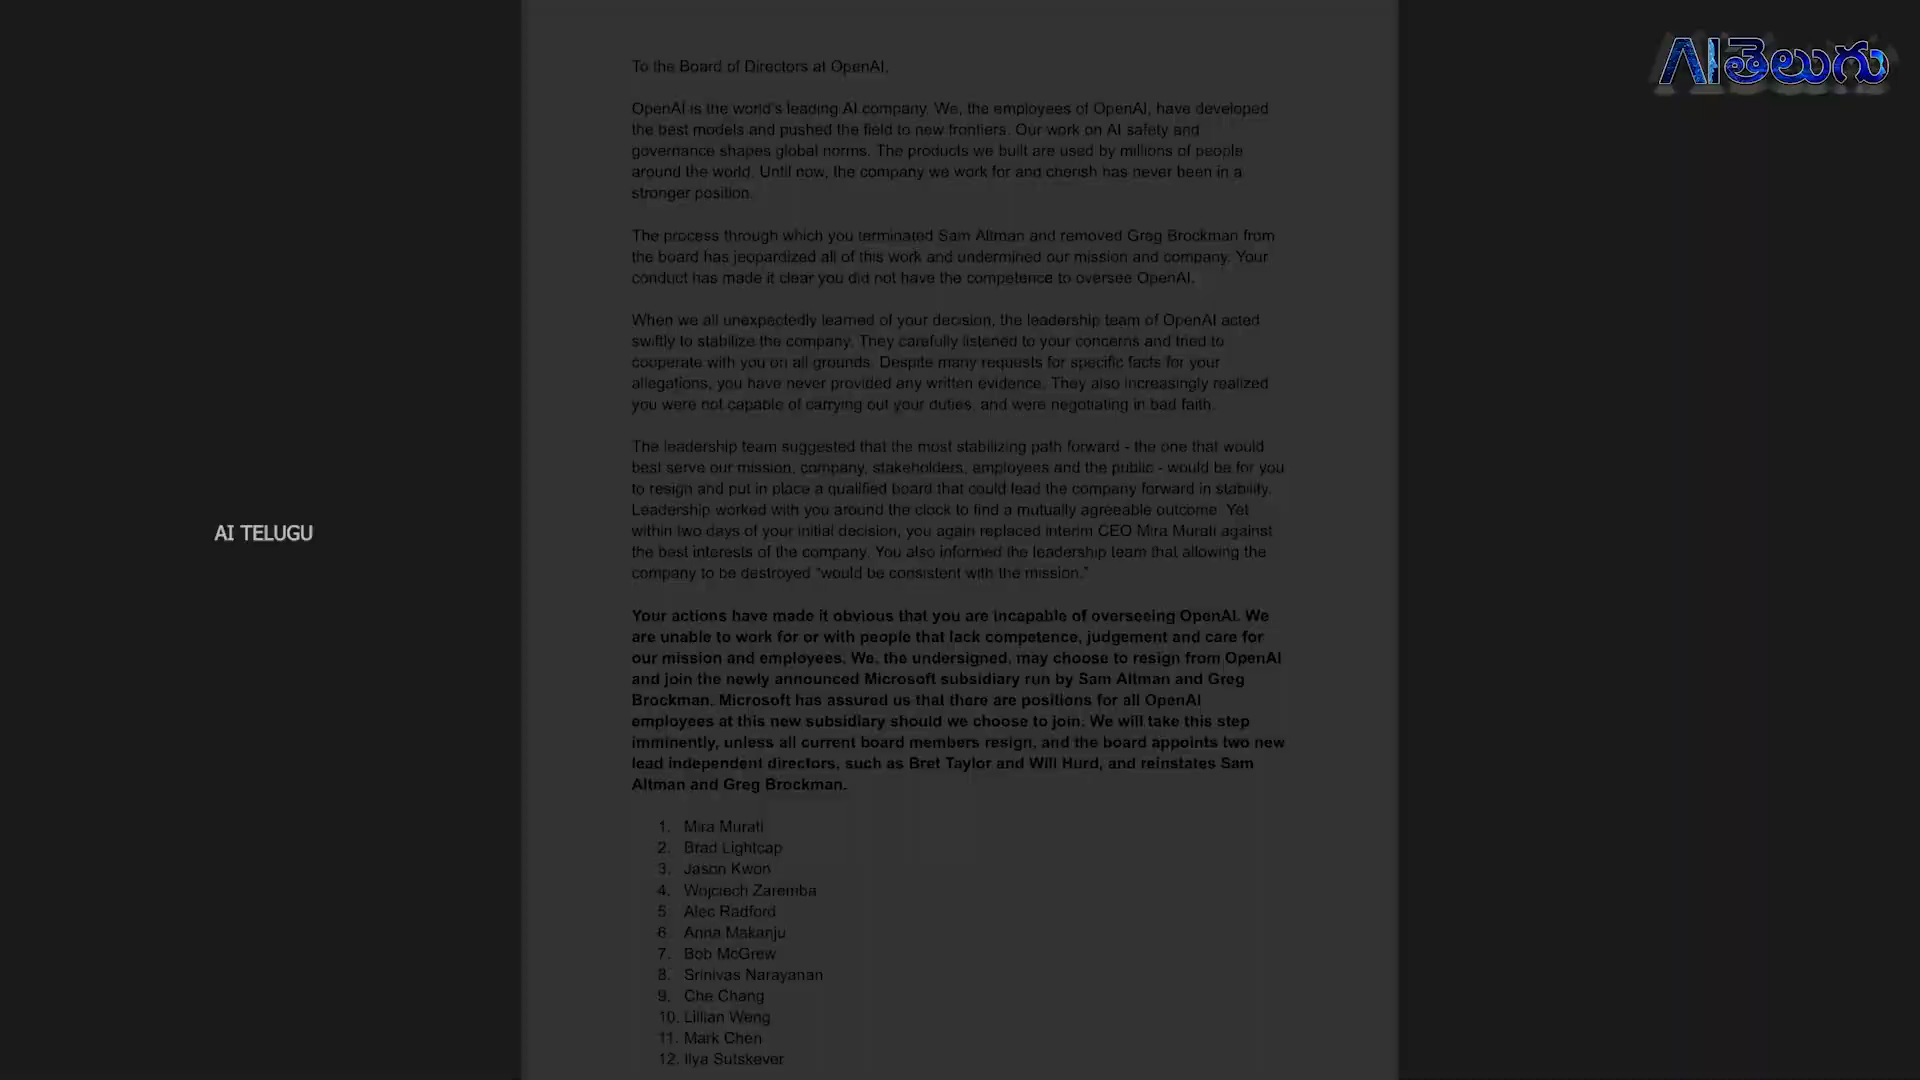 AIతెలుగు
To the Board of Directors at OpenAI,
OpenAI is the world's leading AI company. We, the employees of OpenAI, have developed
the best models and pushed the field to new frontiers. Our work on AI safety and
governance shapes global norms. The products we built are used by millions of people
around the world. Until now, the company we work for and cherish has never been in a
stronger position.
The process through which you terminated Sam Altman and removed Greg Brockman from
the board has jeopardized all of this work and undermined our mission and company. Your
conduct has made it clear you did not have the competence to oversee OpenAI.
When we all unexpectedly learned of your decision, the leadership team of OpenAI acted
swiftly to stabilize the company. They carefully listened to your concerns and tried to
cooperate with you on all grounds. Despite many requests for specific facts for your
allegations, you have never provided any written evidence. They also increasingly realized
you were not capable of carrying out your duties, and were negotiating in bad faith.
The leadership team suggested that the most stabilizing path forward - the one that would
best serve our mission, company, stakeholders, employees and the public - would be for you
to resign and put in place a qualified board that could lead the company forward in stability.
Leadership worked with you around the clock to find a mutually agreeable outcome. Yet
within two days of your initial decision, you again replaced interim CEO Mira Murati against
the best interests of the company. You also informed the leadership team that allowing the
company to be destroyed "would be consistent with the mission."
Your actions have made it obvious that you are incapable of overseeing OpenAI. We
are unable to work for or with people that lack competence, judgement and care for
our mission and employees. We, the undersigned, may choose to resign from OpenAI
and join the newly announced Microsoft subsidiary run by Sam Altman and Greg
Brockman. Microsoft has assured us that there are positions for all OpenAI
employees at this new subsidiary should we choose to join. We will take this step
imminently, unless all current board members resign, and the board appoints two new
lead independent directors, such as Bret Taylor and Will Hurd, and reinstates Sam
Altman and Greg Brockman.
1. Mira Murati
2. Brad Lightcap
3. Jason Kwon
4. Wojciech Zaremba
5. Alec Radford
6. Anna Makanju
7. Bob McGrew
8. Srinivas Narayanan
9. Che Chang
10. Lillian Weng
11. Mark Chen
12. Ilya Sutskever
AI TELUGU